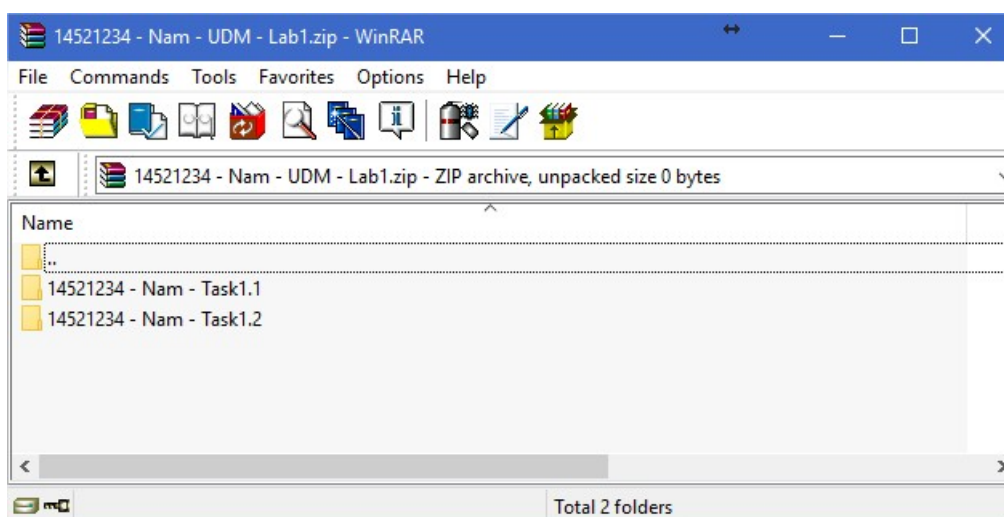 14521234 - Nam - UDM - Lab1.zip - WinRAR
File Commands Tools Favorites Options Help
14521234 - Nam - UDM - Lab1.zip - ZIP archive, unpacked size 0 bytes
Name
..
14521234 - Nam - Task1.1
14521234 - Nam - Task1.2
Total 2 folders